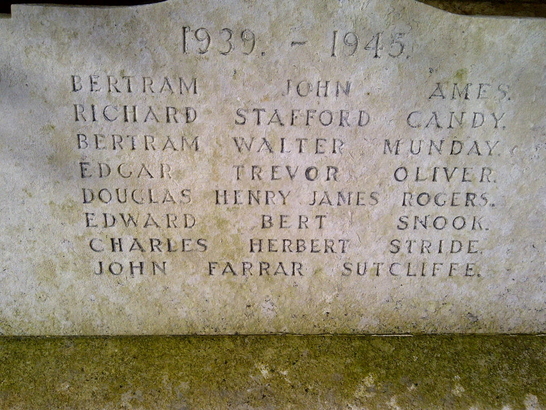 1939. - 1945.
BERTRAM JOHN AMES.
RICHARD STAFFORD CANDY.
BERTRAM WALTER MUNDAY.
EDGAR TREVOR OLIVER.
DOUGLAS HENRY JAMES ROGERS.
EDWARD BERT SNOOK.
CHARLES HERBERT STRIDE.
JOHN FARRAR SUTCLIFFE.